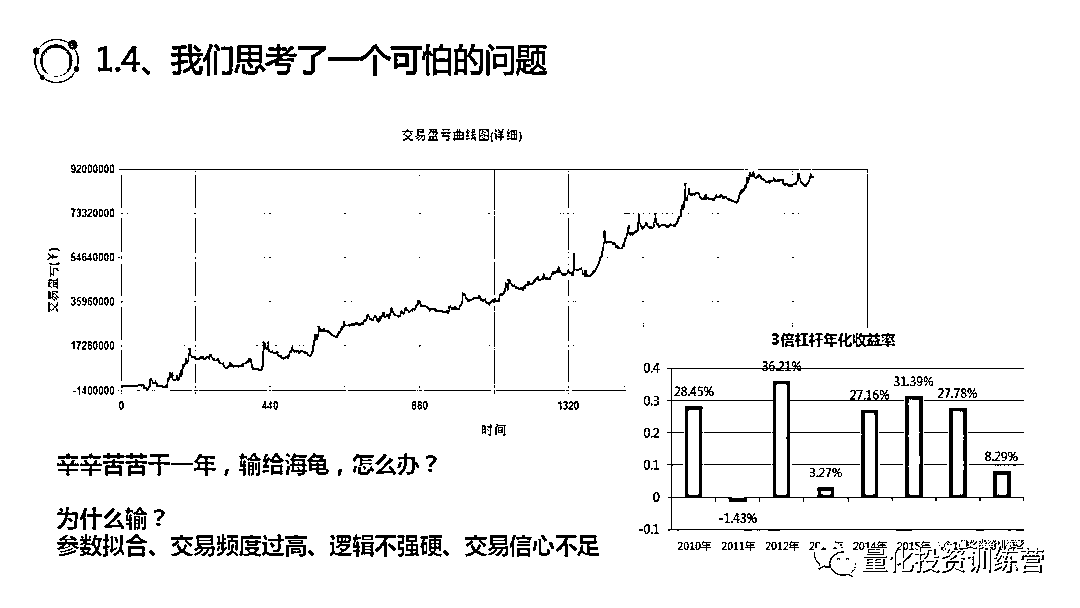 1.4、我们思考了一个可怕的问题
交易盈亏曲线图(详细)
92000000
73320000
54640000
35960000
17280000
-1400000
交易盈亏(¥)
0
440
880
1320
时间
3倍杠杆年化收益率
0.4
0.3
0.2
0.1
0
-0.1
28.45%
-1.43%
36.21%
3.27%
27.16%
31.39%
27.78%
8.29%
2010年 2011年 2012年 2014年 2015年
辛辛苦苦干一年，输给海龟，怎么办？
为什么输？
参数拟合、交易频度过高、逻辑不强硬、交易信心不足
量化投资训练营